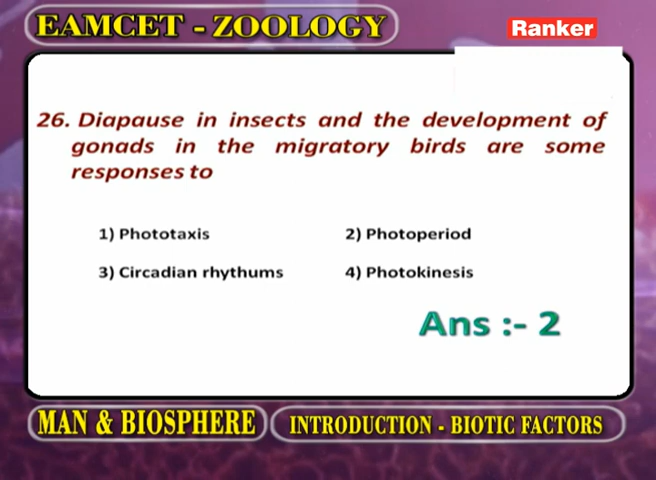 EAMCET - ZOOLOGY
Ranker
26. Diapause in insects and the development of
gonads in the migratory birds are some
responses to
1) Phototaxis 2) Photoperiod
3) Circadian rhythums 4) Photokinesis
Ans :- 2
MAN & BIOSPHERE INTRODUCTION - BIOTIC FACTORS